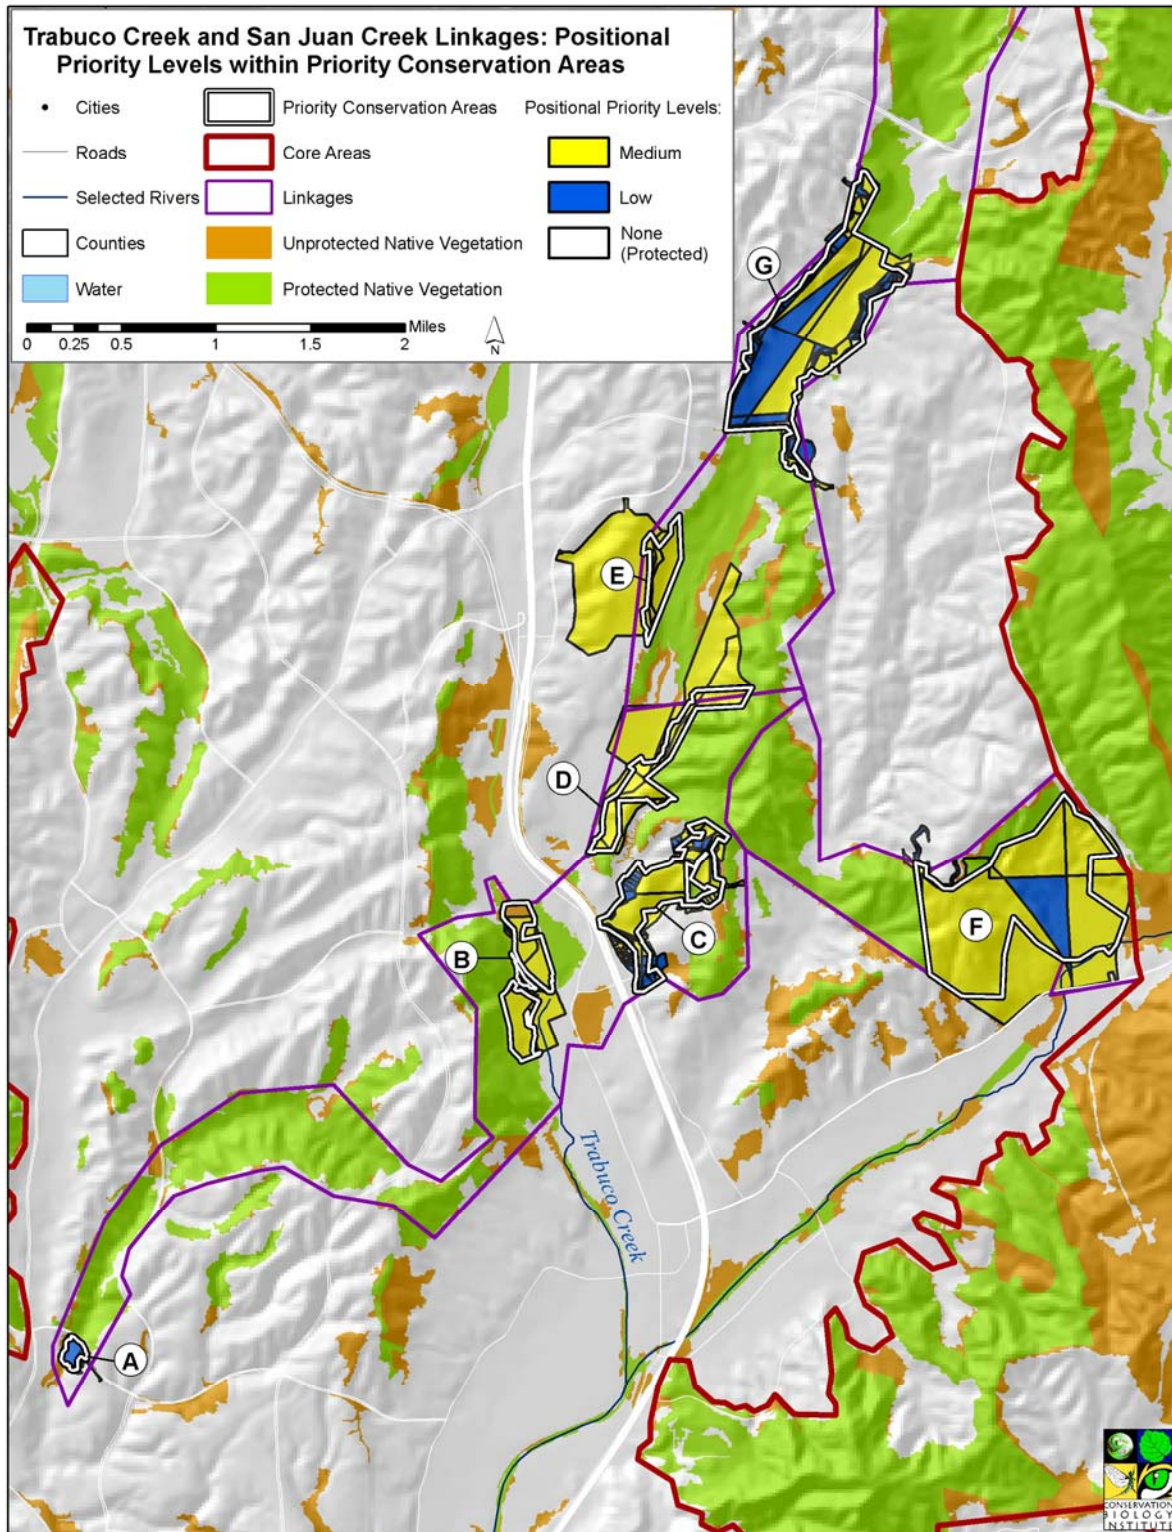 Trabuco Creek and San Juan Creek Linkages: Positional
Priority Levels within Priority Conservation Areas
Cities
Priority Conservation Areas
Positional Priority Levels:
Roads
Core Areas
Medium
Selected Rivers
Linkages
Low
Counties
Unprotected Native Vegetation
None
(Protected)
Water
Protected Native Vegetation
Miles
0 0.25 0.5 1 1.5 2
N
G
E
D
C
B
F
A
Trabuco Creek
CONSERVATION
BIOLOGY
INSTITUTE